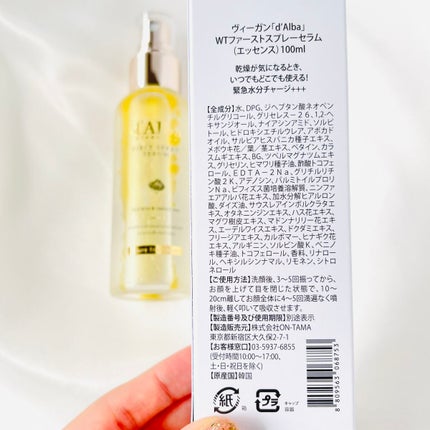 ヴィーガン「d'Alba」
WTファーストスプレーセラム
（エッセンス）100ml
乾燥が気になるとき、
いつでもどこでも使える！
緊急水分チャージ+++
【全成分】水、DPG、ジヘプタン酸ネオペン
チルグリコール、グリセレス-26、1,2-ヘ
キサンジオール、ナイアシンアミド、ソルビ
トール、ヒドロキシエチルウレア、アボカド
オイル、サルビアヒスパニカ種子エキス、
メボウキ花/葉/茎エキス、ベタイン、カラ
スムギエキス、BG、ツベルマグナツムエキ
ス、グリセリン、ヒマワリ種子油、酢酸トコフェ
ロール、EDTA-2Na、グリチルリ
チン酸2K、アデノシン、パルミトイルプロリ
ンNa、ビフィズス菌培養溶解質、ニンファ
エアアルバ花エキス、加水分解ヒアルロン
酸、ダイズ油、サウスレアインボルクラタエ
キス、オタネニンジンエキス、ハス花エキス、
マグワ樹皮エキス、マドンナリリー花エキ
ス、エーデルワイスエキス、ドクダミエキス、
フリージアエキス、カルボマー、ヒナギク花
エキス、アルギニン、ソルビン酸K、ベニノ
キ種子油、トコフェロール、香料、リナロール、
ヘキシルシンナマル、リモネン、シトロ
ネロール
【ご使用方法】洗顔後、3〜5回振ってから、
お顔を上げて目を閉じた状態で、10〜
20cm離してお顔全体に4〜5回満遍なく噴
射後、軽く叩いて吸収させます。
【製造番号及び使用期限】別途表示
【製造販売元】株式会社ON-TAMA
東京都新宿区大久保2-7-1
【お客様窓口】03-5937-6855
(受付時間10:00〜17:00、
土・日・祝日を除く)
【原産国】韓国
紙
箱
プラ
キャップ
容器
8809563068753